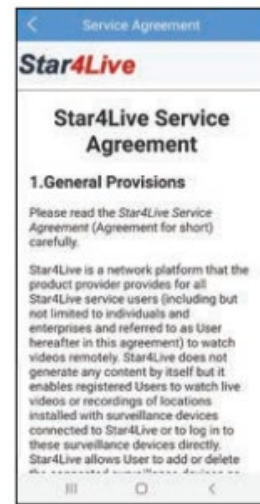 Service Agreement
Star4Live
Star4Live Service
Agreement
1.General Provisions
Please read the Star4Live Service
Agreement (Agreement for short)
carefully.
Star4Live is a network platform that the
product provider provides for all
Star4Live service users (including but
not limited to individuals and
enterprises and referred to as User
hereafter in this agreement) to watch
videos remotely. Star4Live does not
generate any content by itself but it
enables registered Users to watch live
videos or recordings of locations
installed with surveillance devices
connected to Star4Live or to log in to
these surveillance devices directly.
Star4Live allows User to add or delete